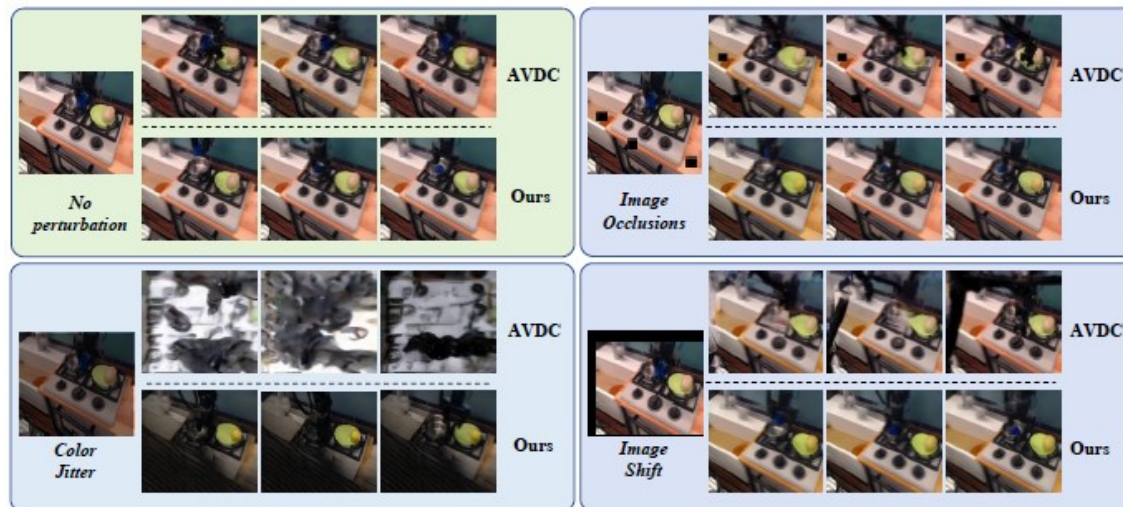 AVDC
Ours
No
perturbation
AVDC
Ours
Image
Occlusions
AVDC
Ours
Color
Jitter
AVDC
Ours
Image
Shift